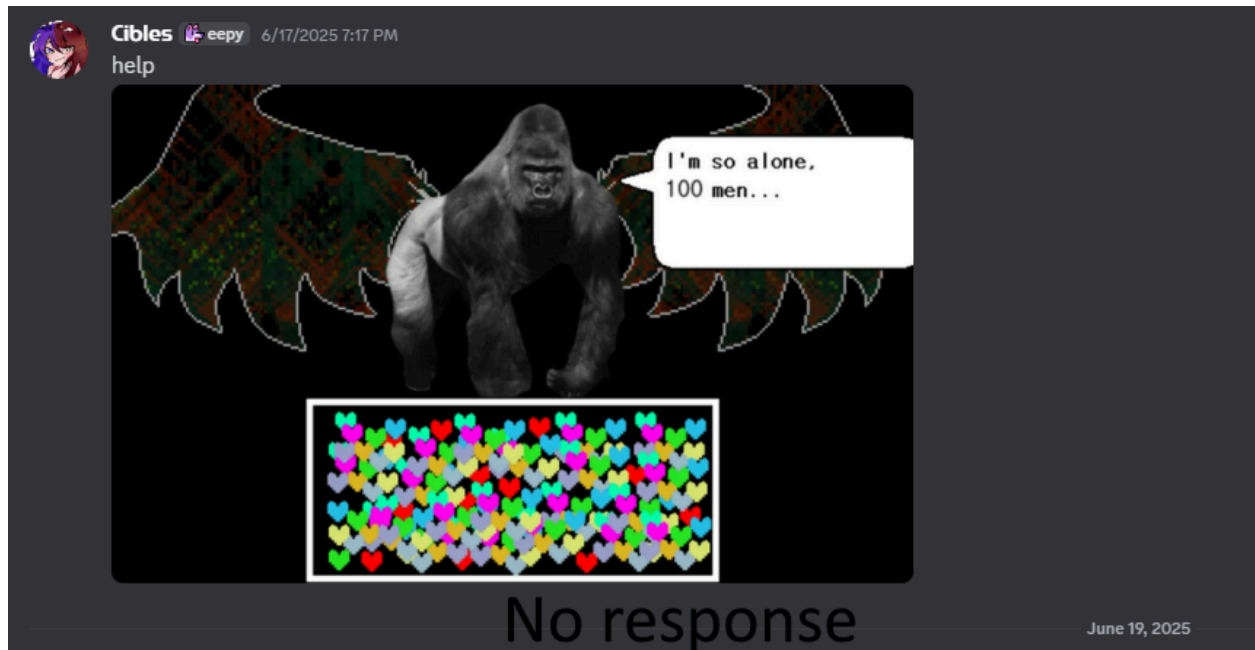 Cibles eepy 6/17/2025 7:17 PM
help
I'm so alone,
100 men...
No response
June 19, 2025